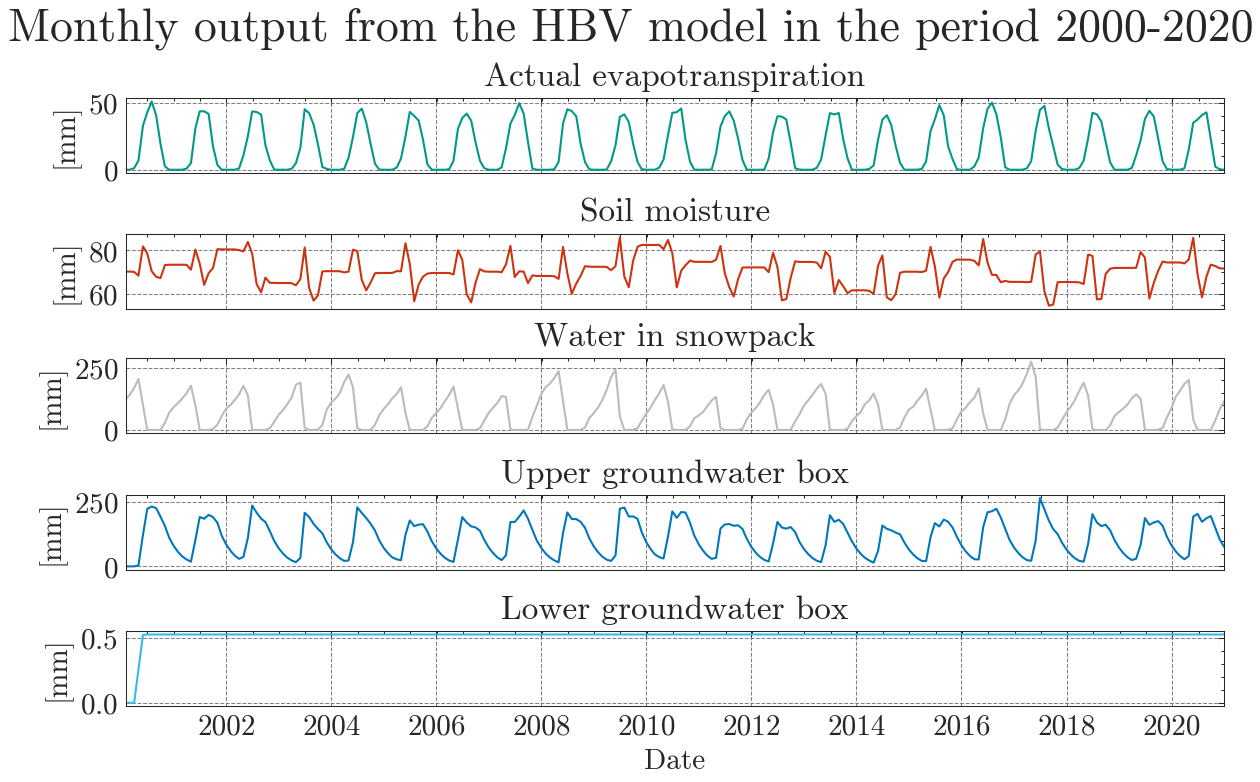 Monthly output from the HBV model in the period 2000-2020
Actual evapotranspiration
50
0
[mm]
Soil moisture
80
60
[mm]
Water in snowpack
250
0
[mm]
Upper groundwater box
250
0
[mm]
Lower groundwater box
0.5
0.0
[mm]
2002 2004 2006 2008 2010 2012 2014 2016 2018 2020
Date